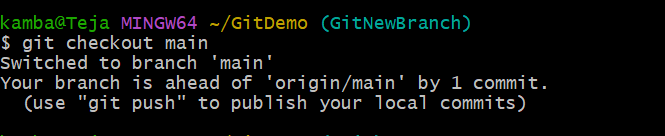 kamba@Teja MINGW64 ~/GitDemo (GitNewBranch)
$ git checkout main
Switched to branch 'main'
Your branch is ahead of 'origin/main' by 1 commit.
  (use "git push" to publish your local commits)